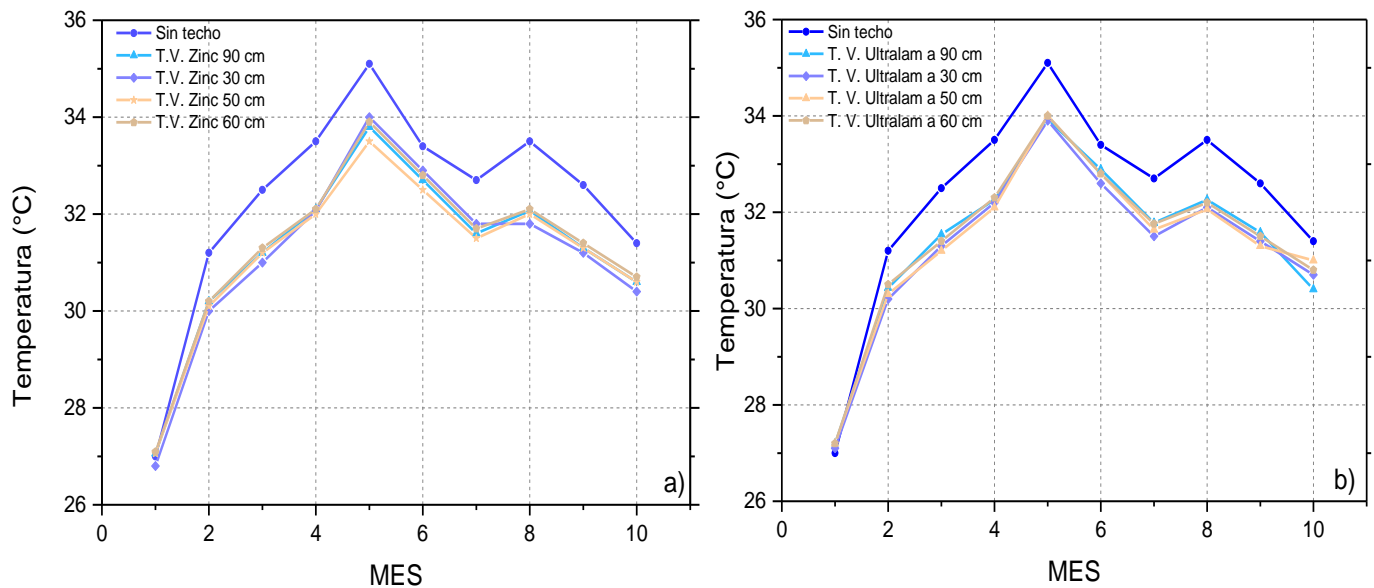 Sin techo
T.V. Zinc 90 cm
T.V. Zinc 30 cm
T.V. Zinc 50 cm
T.V. Zinc 60 cm
Temperatura (°C)
36
34
32
30
28
26
0 2 4 6 8 10
MES
a)
Sin techo
T. V. Ultralam a 90 cm
T. V. Ultralam a 30 cm
T. V. Ultralam a 50 cm
T. V. Ultralam a 60 cm
Temperatura (°C)
36
34
32
30
28
26
0 2 4 6 8 10
MES
b)